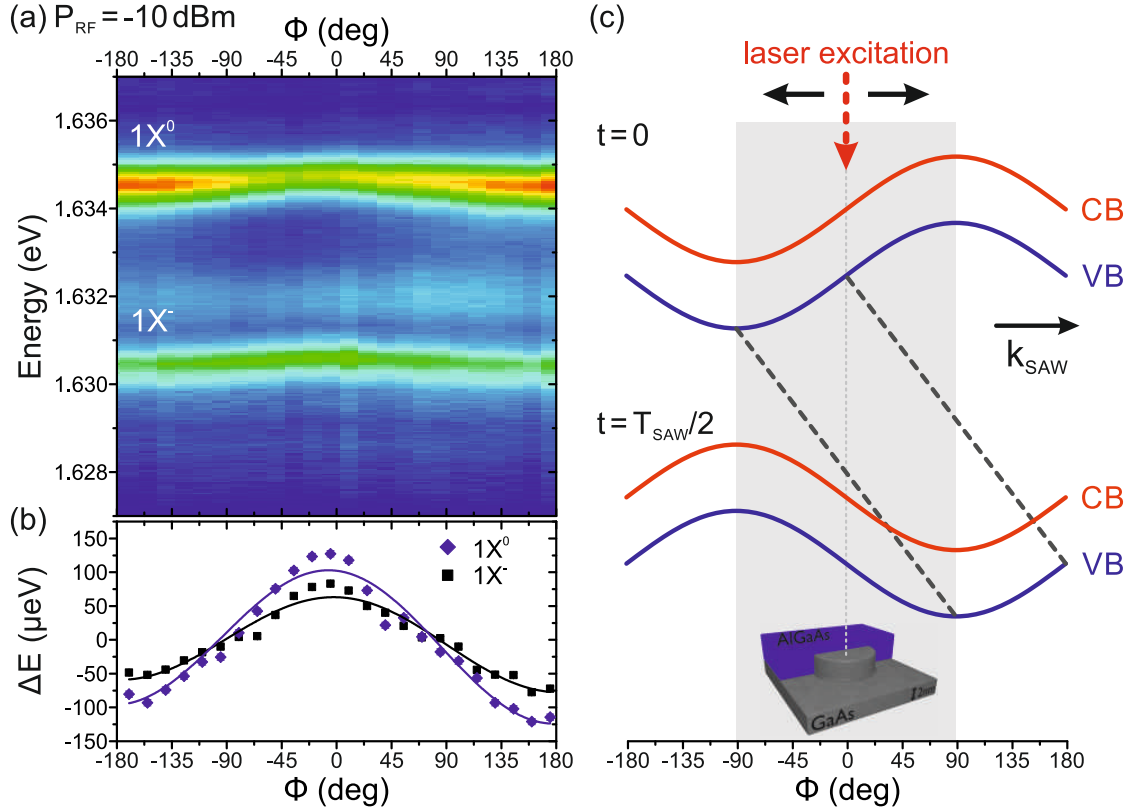 (a) P_RF = -10 dBm
Φ (deg)
-180 -135 -90 -45 0 45 90 135 180
1.636
1.634
1.632
1.630
1.628
Energy (eV)
1X⁰
1X⁻
(b)
150
100
50
0
-50
-100
-150
ΔE (µeV)
1X⁰
1X⁻
-180 -135 -90 -45 0 45 90 135 180
Φ (deg)
(c)
laser excitation
t = 0
CB
VB
k_SAW
t = T_SAW/2
CB
VB
AlGaAs
GaAs
-180 -135 -90 -45 0 45 90 135 180
Φ (deg)